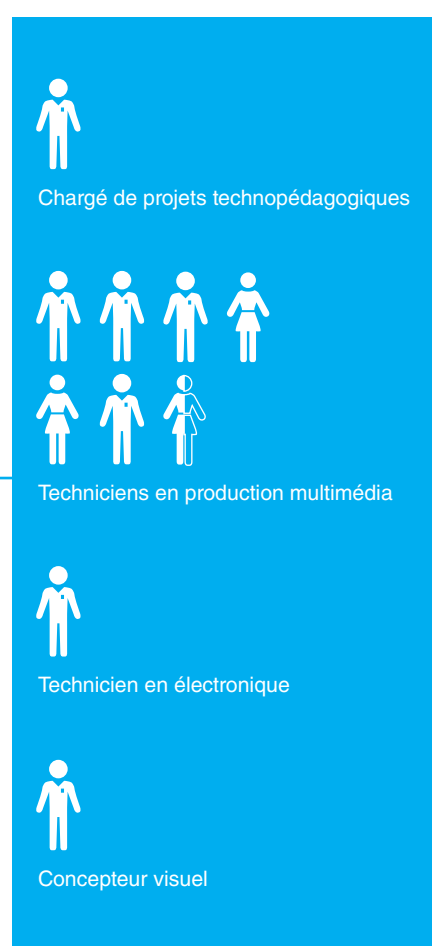 Chargé de projets technopédagogiques
Techniciens en production multimédia
Technicien en électronique
Concepteur visuel